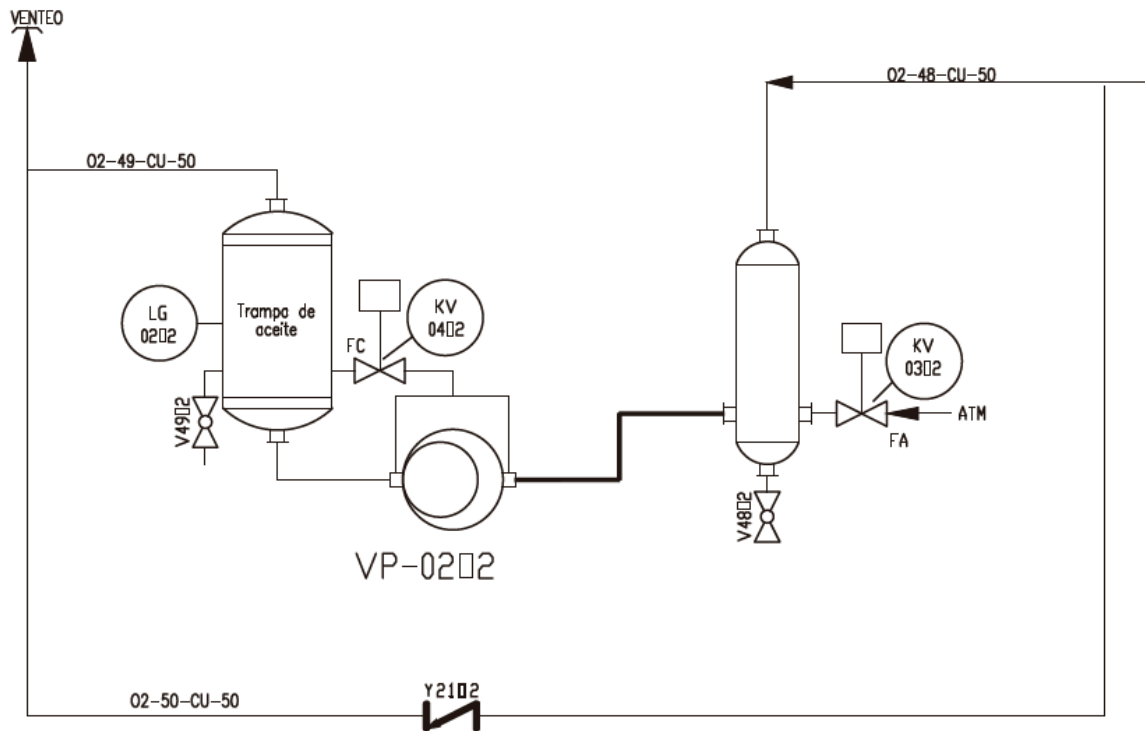 VENTEO
02-48-CU-50
02-49-CU-50
Trampa de
aceite
LG
02▯2
KV
04▯2
FC
KV
03▯2
ATM
FA
V49▯2
V48▯2
VP-02▯2
Y21▯2
02-50-CU-50